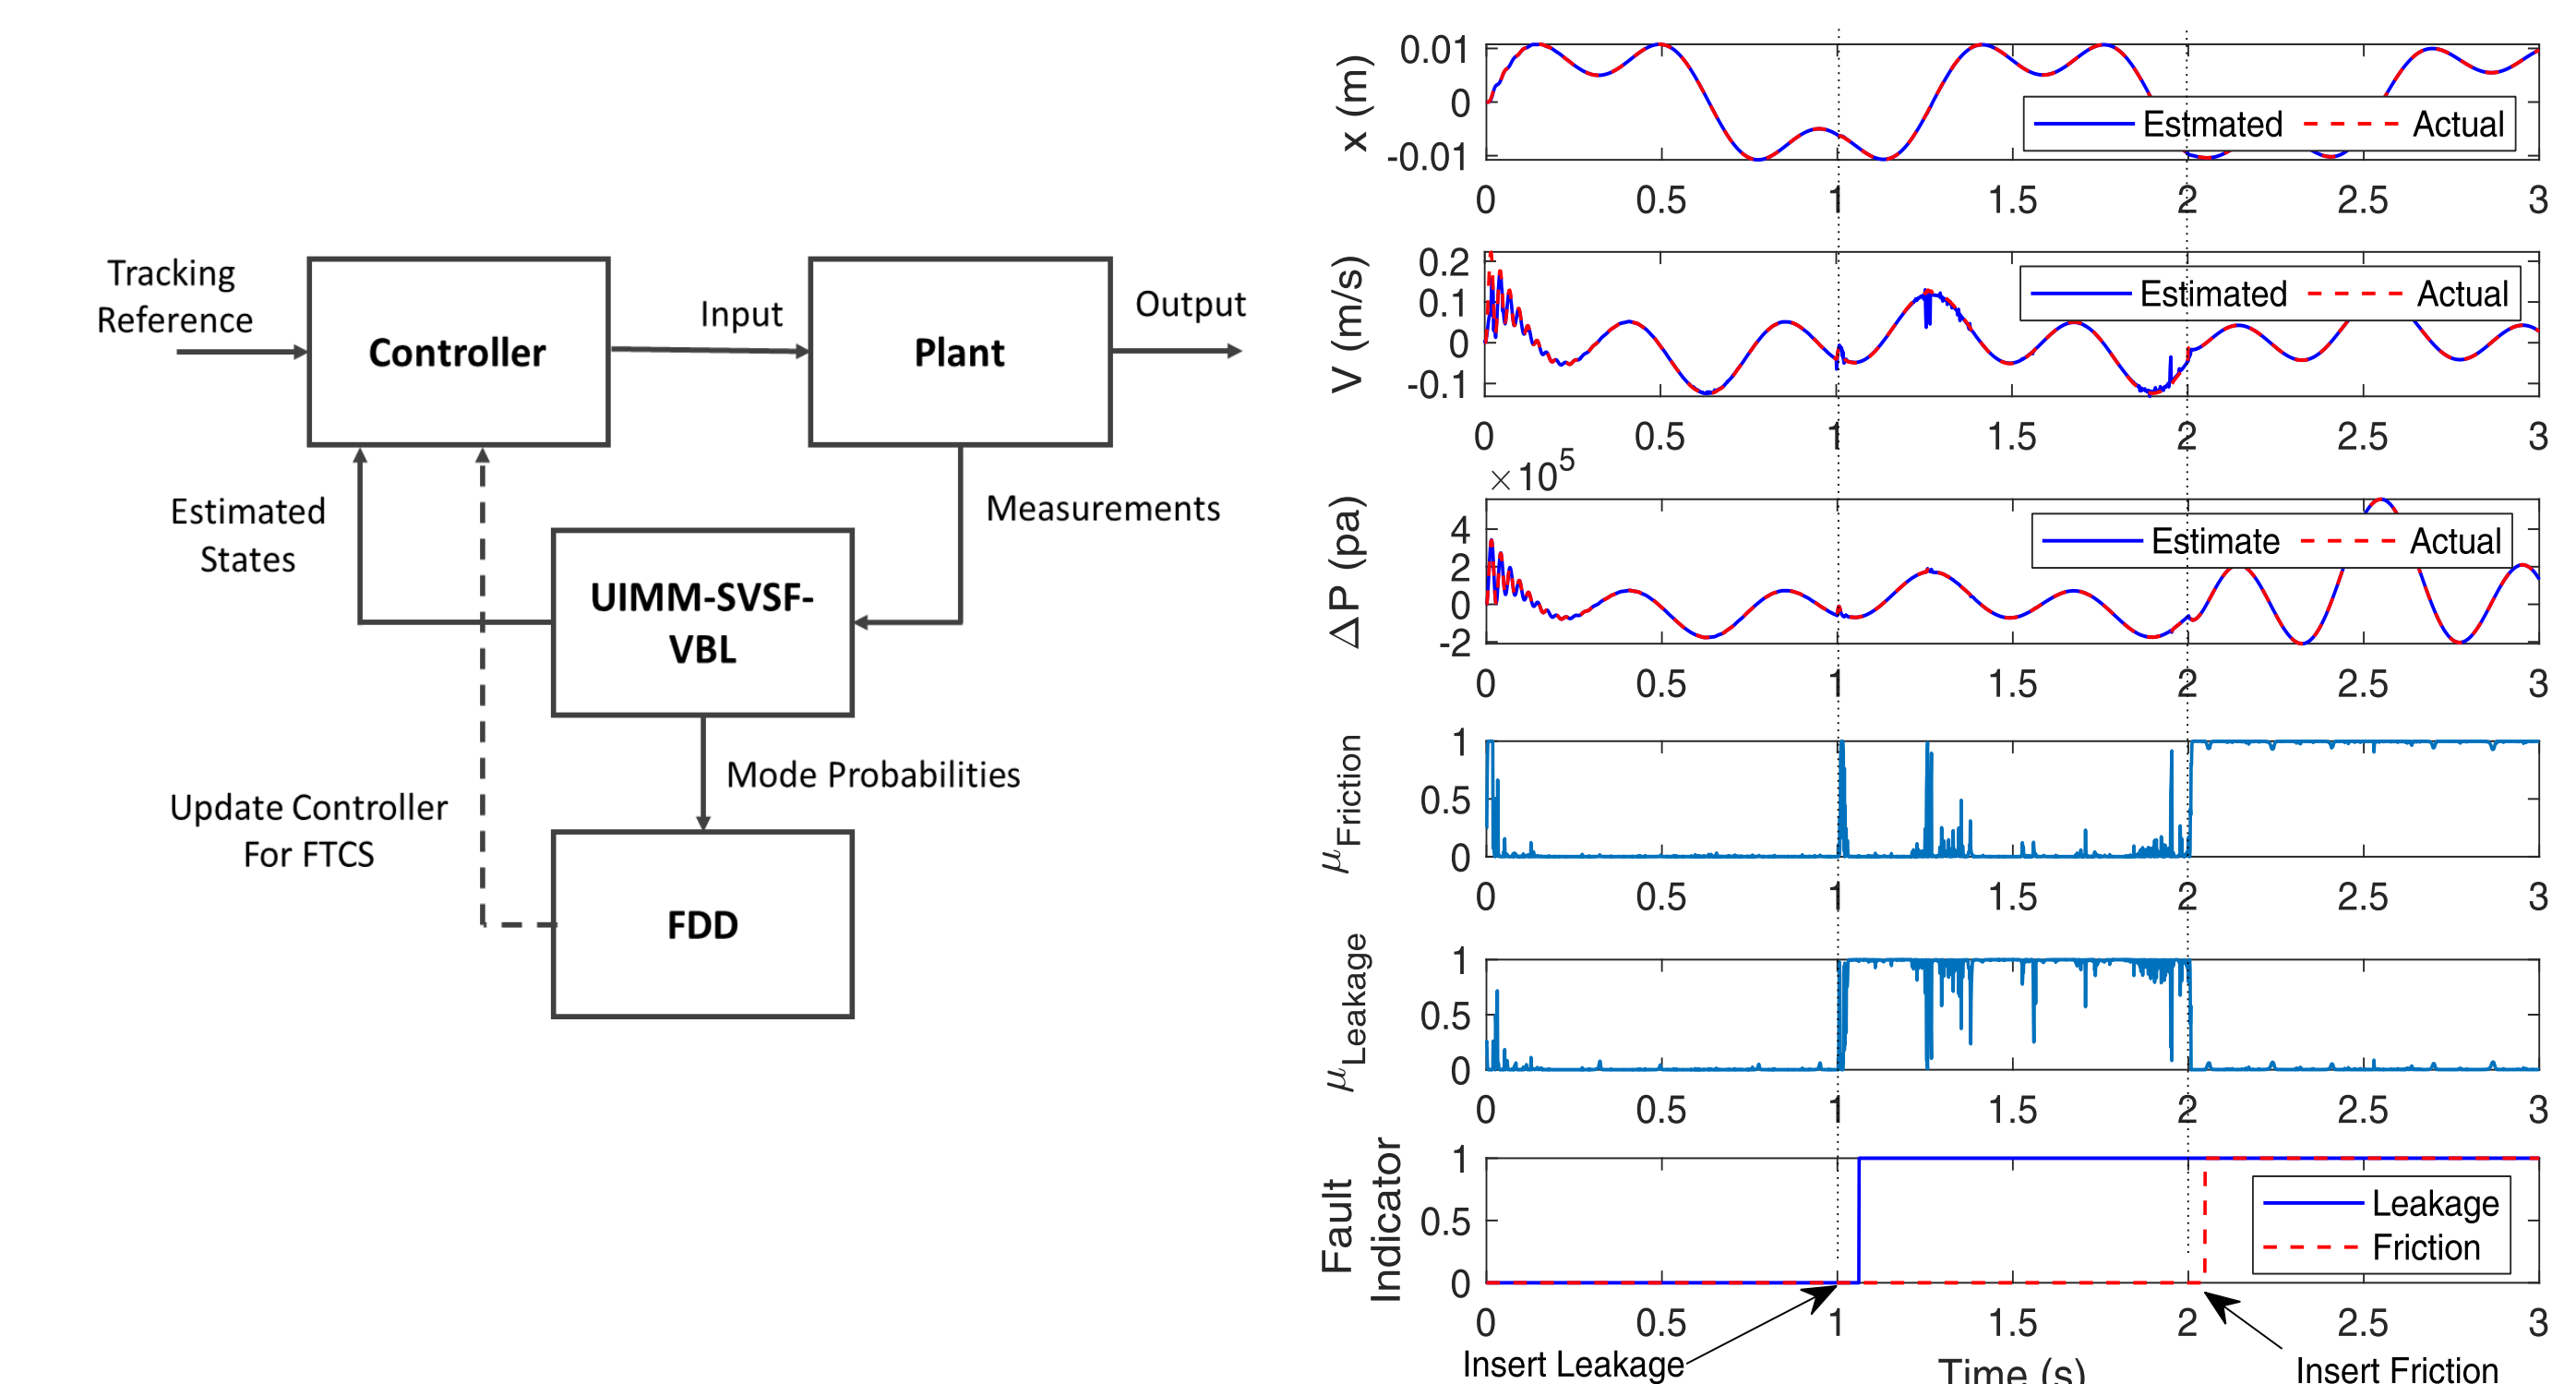 Tracking
Reference
Controller
Input
Plant
Output
Estimated
States
Measurements
UIMM-SVSF-
VBL
Mode Probabilities
Update Controller
For FTCS
FDD
x (m)
0.01
0
-0.01
Estmated Actual
0 0.5 1 1.5 2 2.5 3
V (m/s)
0.2
0.1
0
-0.1
Estimated Actual
0 0.5 1 1.5 2 2.5 3
×10^5
ΔP (pa)
4
2
0
-2
Estimate Actual
0 0.5 1 1.5 2 2.5 3
μ Friction
1
0.5
0
0 0.5 1 1.5 2 2.5 3
μ Leakage
1
0.5
0
0 0.5 1 1.5 2 2.5 3
Fault
Indicator
1
0.5
0
Leakage
Friction
0 0.5 1 1.5 2 2.5 3
Insert Leakage
Time (s)
Insert Friction